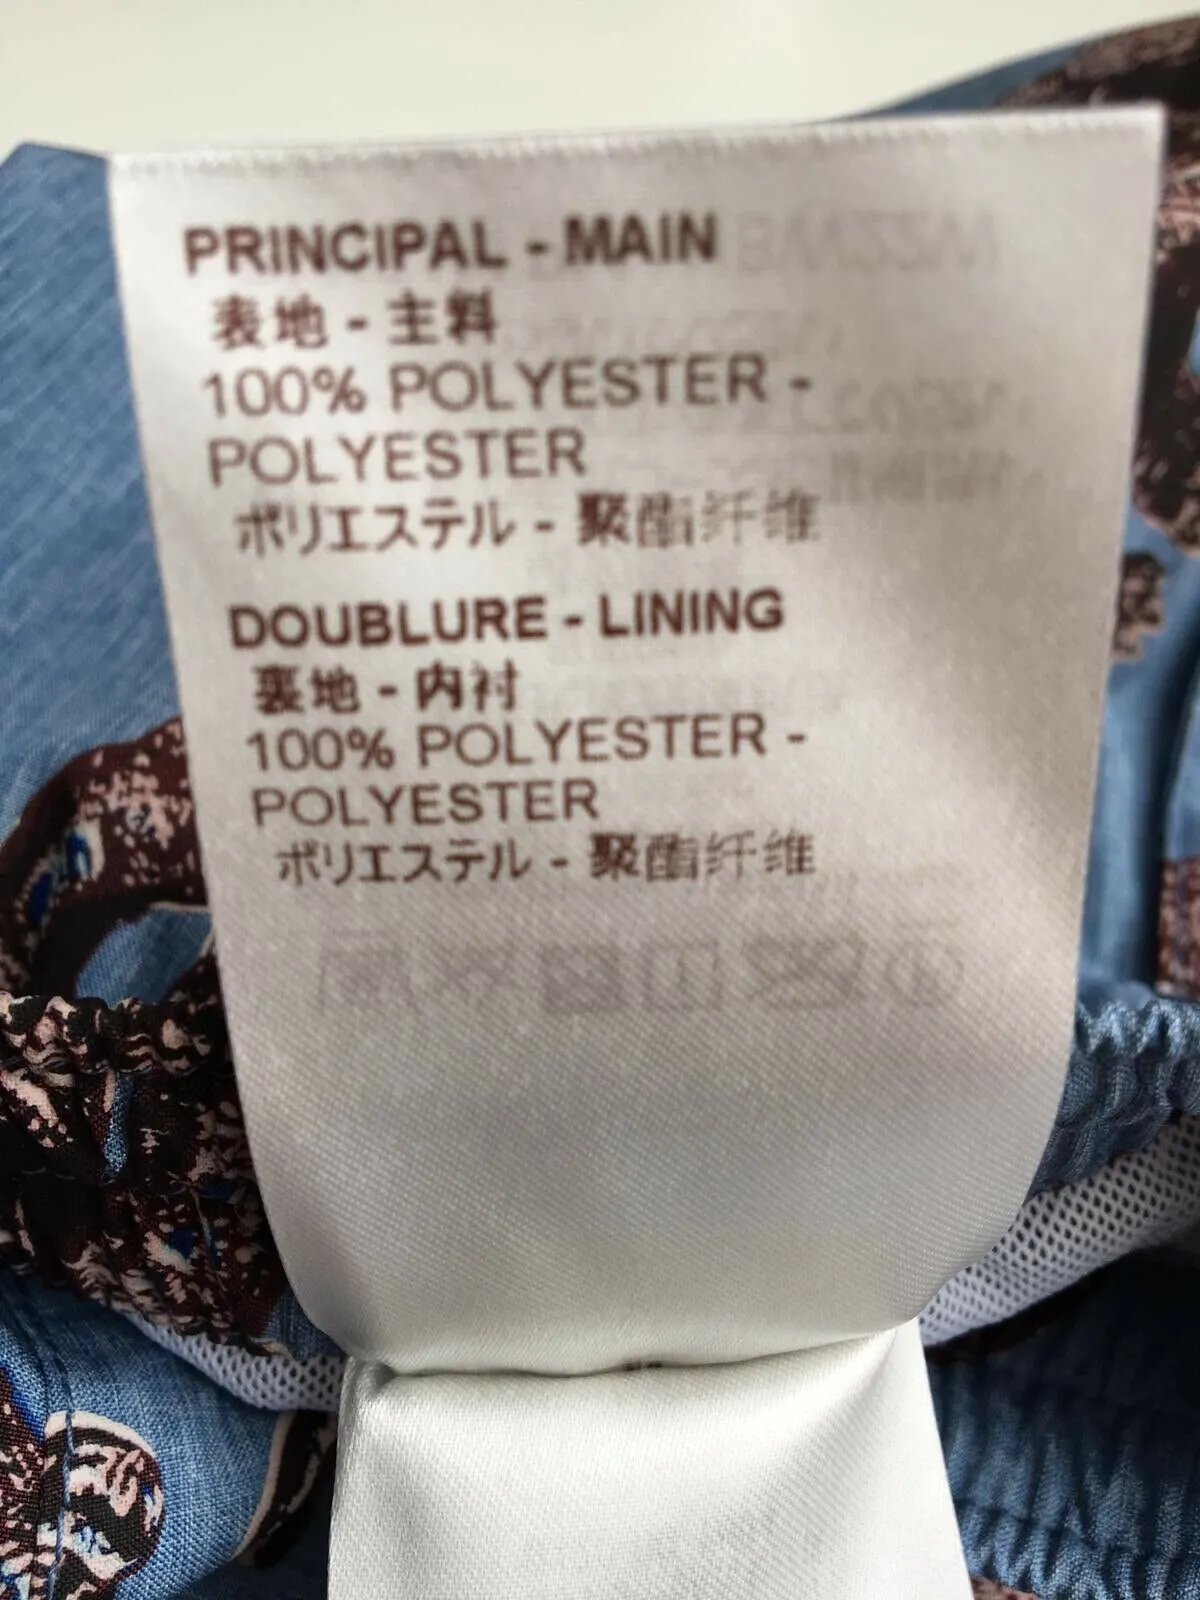 PRINCIPAL - MAIN
表地 - 主料
100% POLYESTER -
POLYESTER
ポリエステル - 聚酯纤维
DOUBLURE - LINING
裏地 - 内衬
100% POLYESTER -
POLYESTER
ポリエステル - 聚酯纤维